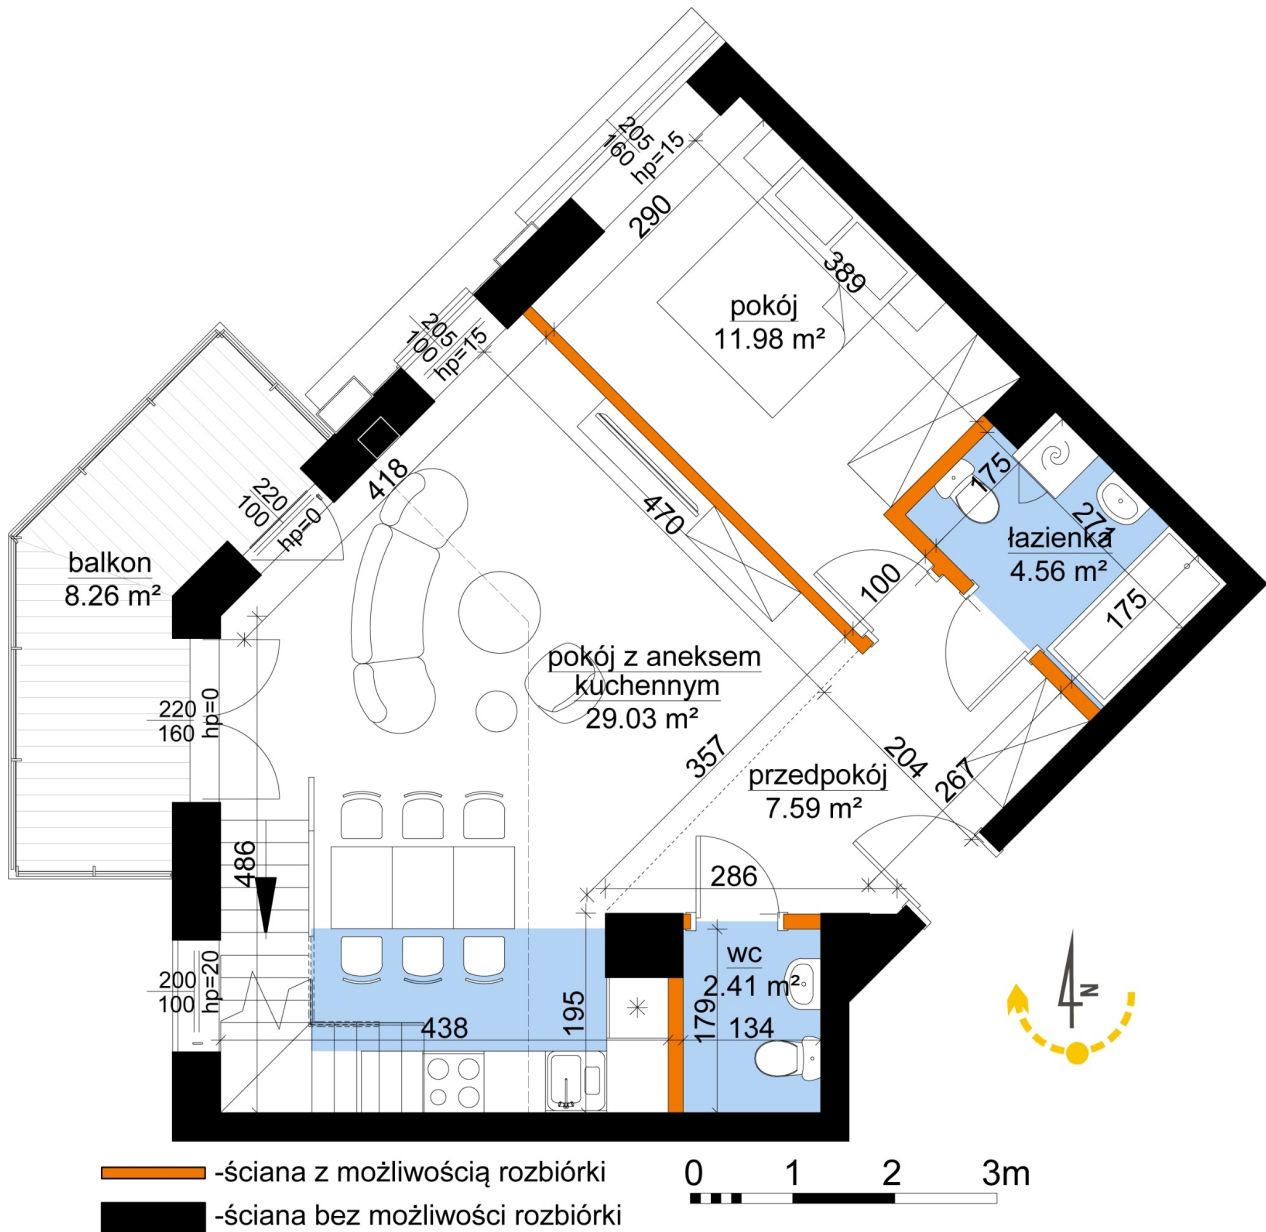 205
160
hp=15
290
389
pokój
11.98 m²
205
100
hp=15
418
470
175
271
łazienka
4.56 m²
175
100
220
100
hp=0
balkon
8.26 m²
pokój z aneksem
kuchennym
29.03 m²
220
160
hp=0
357
204
267
przedpokój
7.59 m²
486
286
wc
2.41 m²
179
134
200
100
hp=20
438
195
N
-ściana z możliwością rozbiórki
-ściana bez możliwości rozbiórki
0 1 2 3m